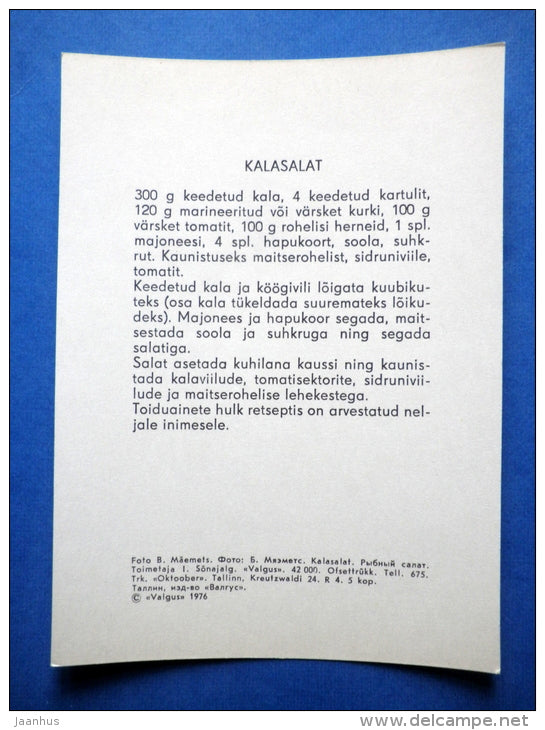 KALASALAT
300 g keedetud kala, 4 keedetud kartulit,
120 g marineeritud või värsket kurki, 100 g
värsket tomatit, 100 g rohelisi herneid, 1 spl.
majoneesi, 4 spl. hapukoort, soola, suhk-
rut. Kaunistuseks maitserohelist, sidruniviile,
tomatit.
Keedetud kala ja köögivili lõigata kuubiku-
teks (osa kala tükeldada suuremateks lõiku-
deks). Majonees ja hapukoor segada, mait-
sestada soola ja suhkruga ning segada
salatiga.
Salat asetada kuhilana kaussi ning kaunis-
tada kalaviilude, tomatisektorite, sidrunivii-
lude ja maitserohelise lehekestega.
Toiduainete hulk retseptis on arvestatud nel-
jale inimesele.
Foto B. Mäemets. Фото: Б. Мяэметс. Kalasalat. Рыбный салат.
Toimetaja I. Sõnajalg. «Valgus». 42 000. Ofsettrükk. Tell. 675.
Trk. «Oktoober». Tallinn, Kreutzwaldi 24. R 4. 5 kop.
Таллин, изд-во «Валгус».
© «Valgus» 1976
jaanhus
www.delcampe.net